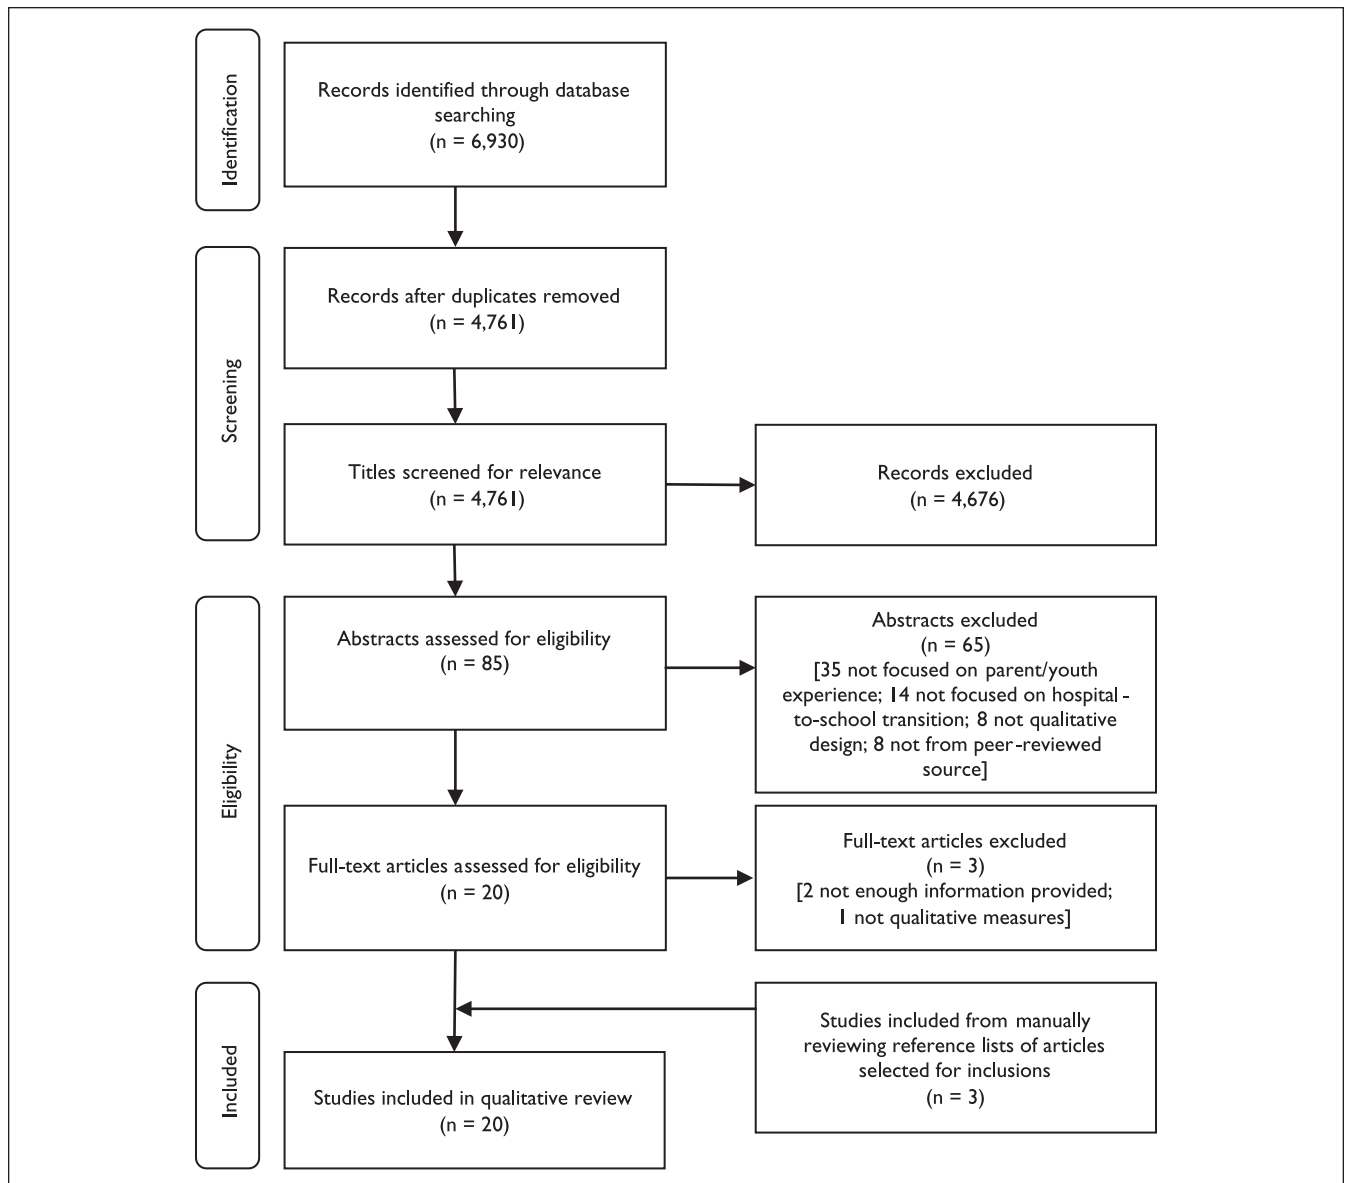 Identification
Records identified through database
searching
(n = 6,930)
Screening
Records after duplicates removed
(n = 4,761)
Titles screened for relevance
(n = 4,761)
Records excluded
(n = 4,676)
Eligibility
Abstracts assessed for eligibility
(n = 85)
Abstracts excluded
(n = 65)
[35 not focused on parent/youth
experience; 14 not focused on hospital-
to-school transition; 8 not qualitative
design; 8 not from peer-reviewed
source]
Full-text articles assessed for eligibility
(n = 20)
Full-text articles excluded
(n = 3)
[2 not enough information provided;
1 not qualitative measures]
Included
Studies included from manually
reviewing reference lists of articles
selected for inclusions
(n = 3)
Studies included in qualitative review
(n = 20)